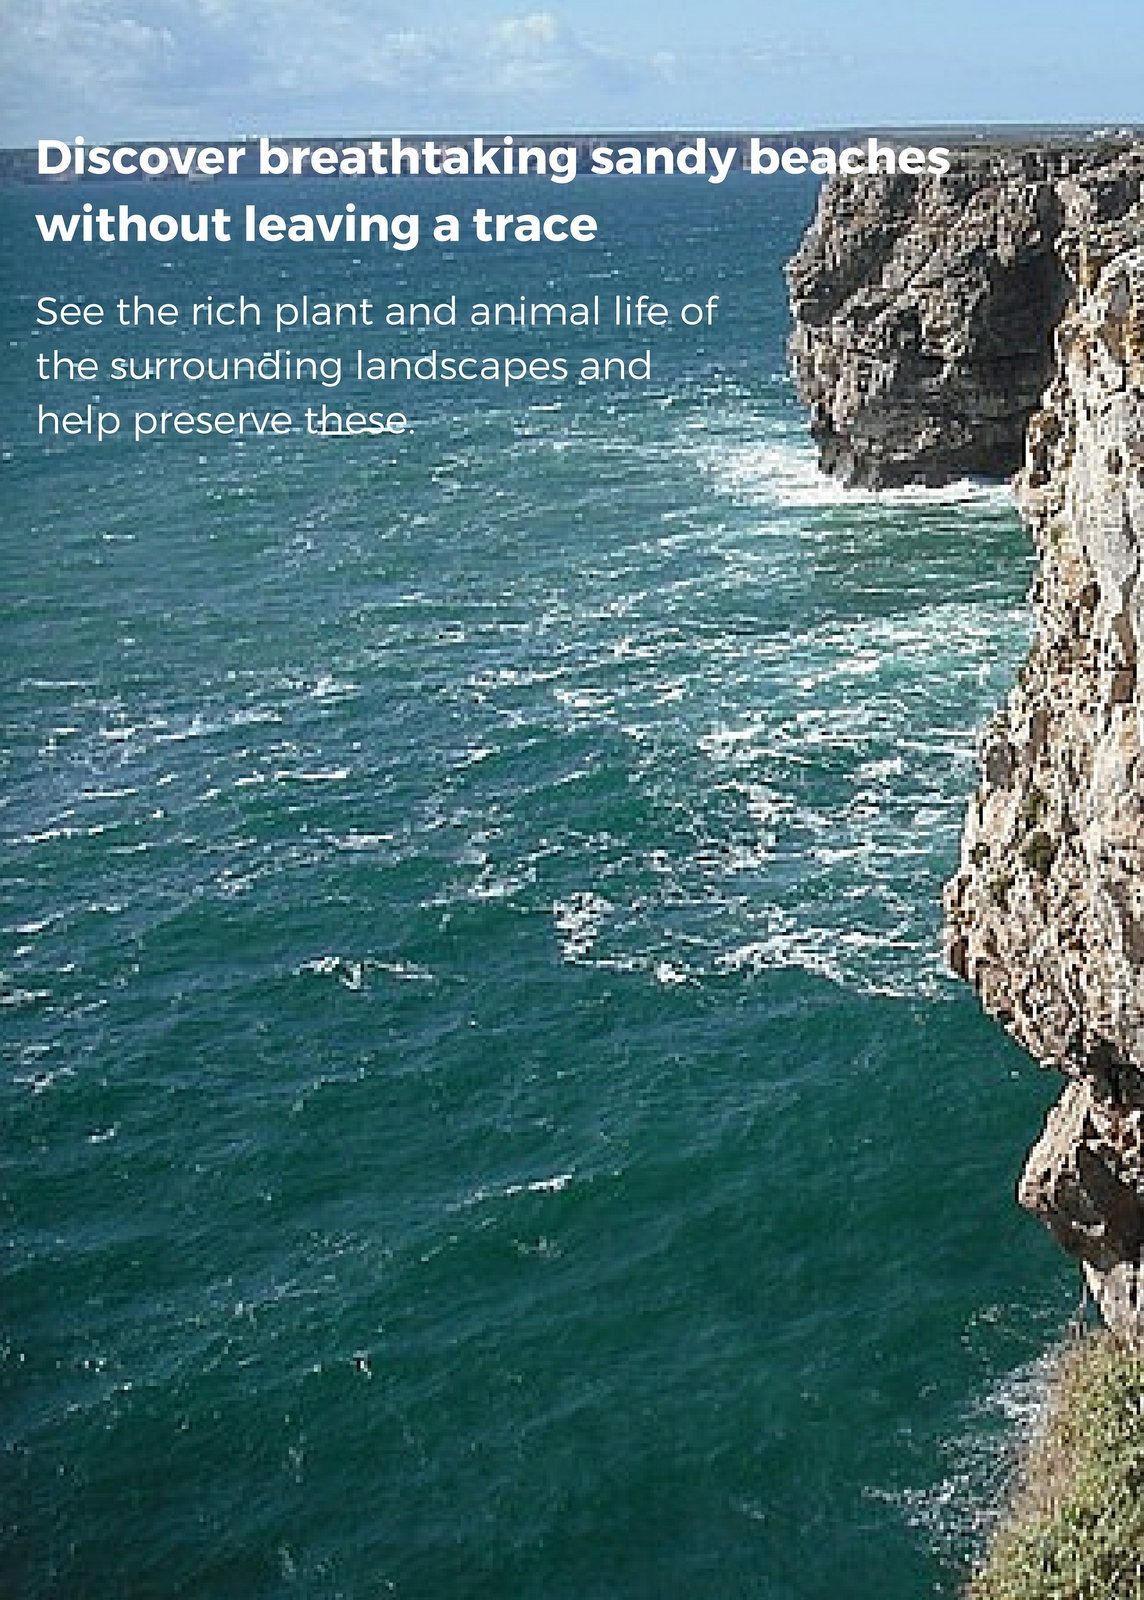 Discover breathtaking sandy beaches
without leaving a trace
See the rich plant and animal life of
the surrounding landscapes and
help preserve these.